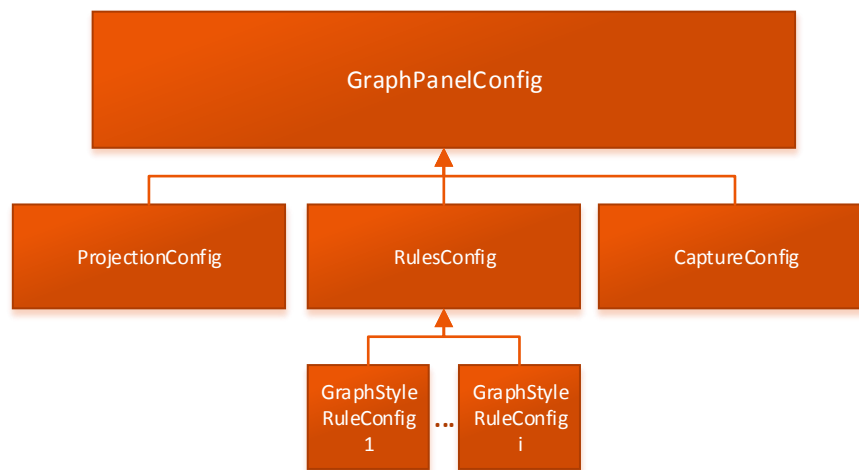 GraphPanelConfig
ProjectionConfig
RulesConfig
CaptureConfig
GraphStyle
RuleConfig
1
...
GraphStyle
RuleConfig
i